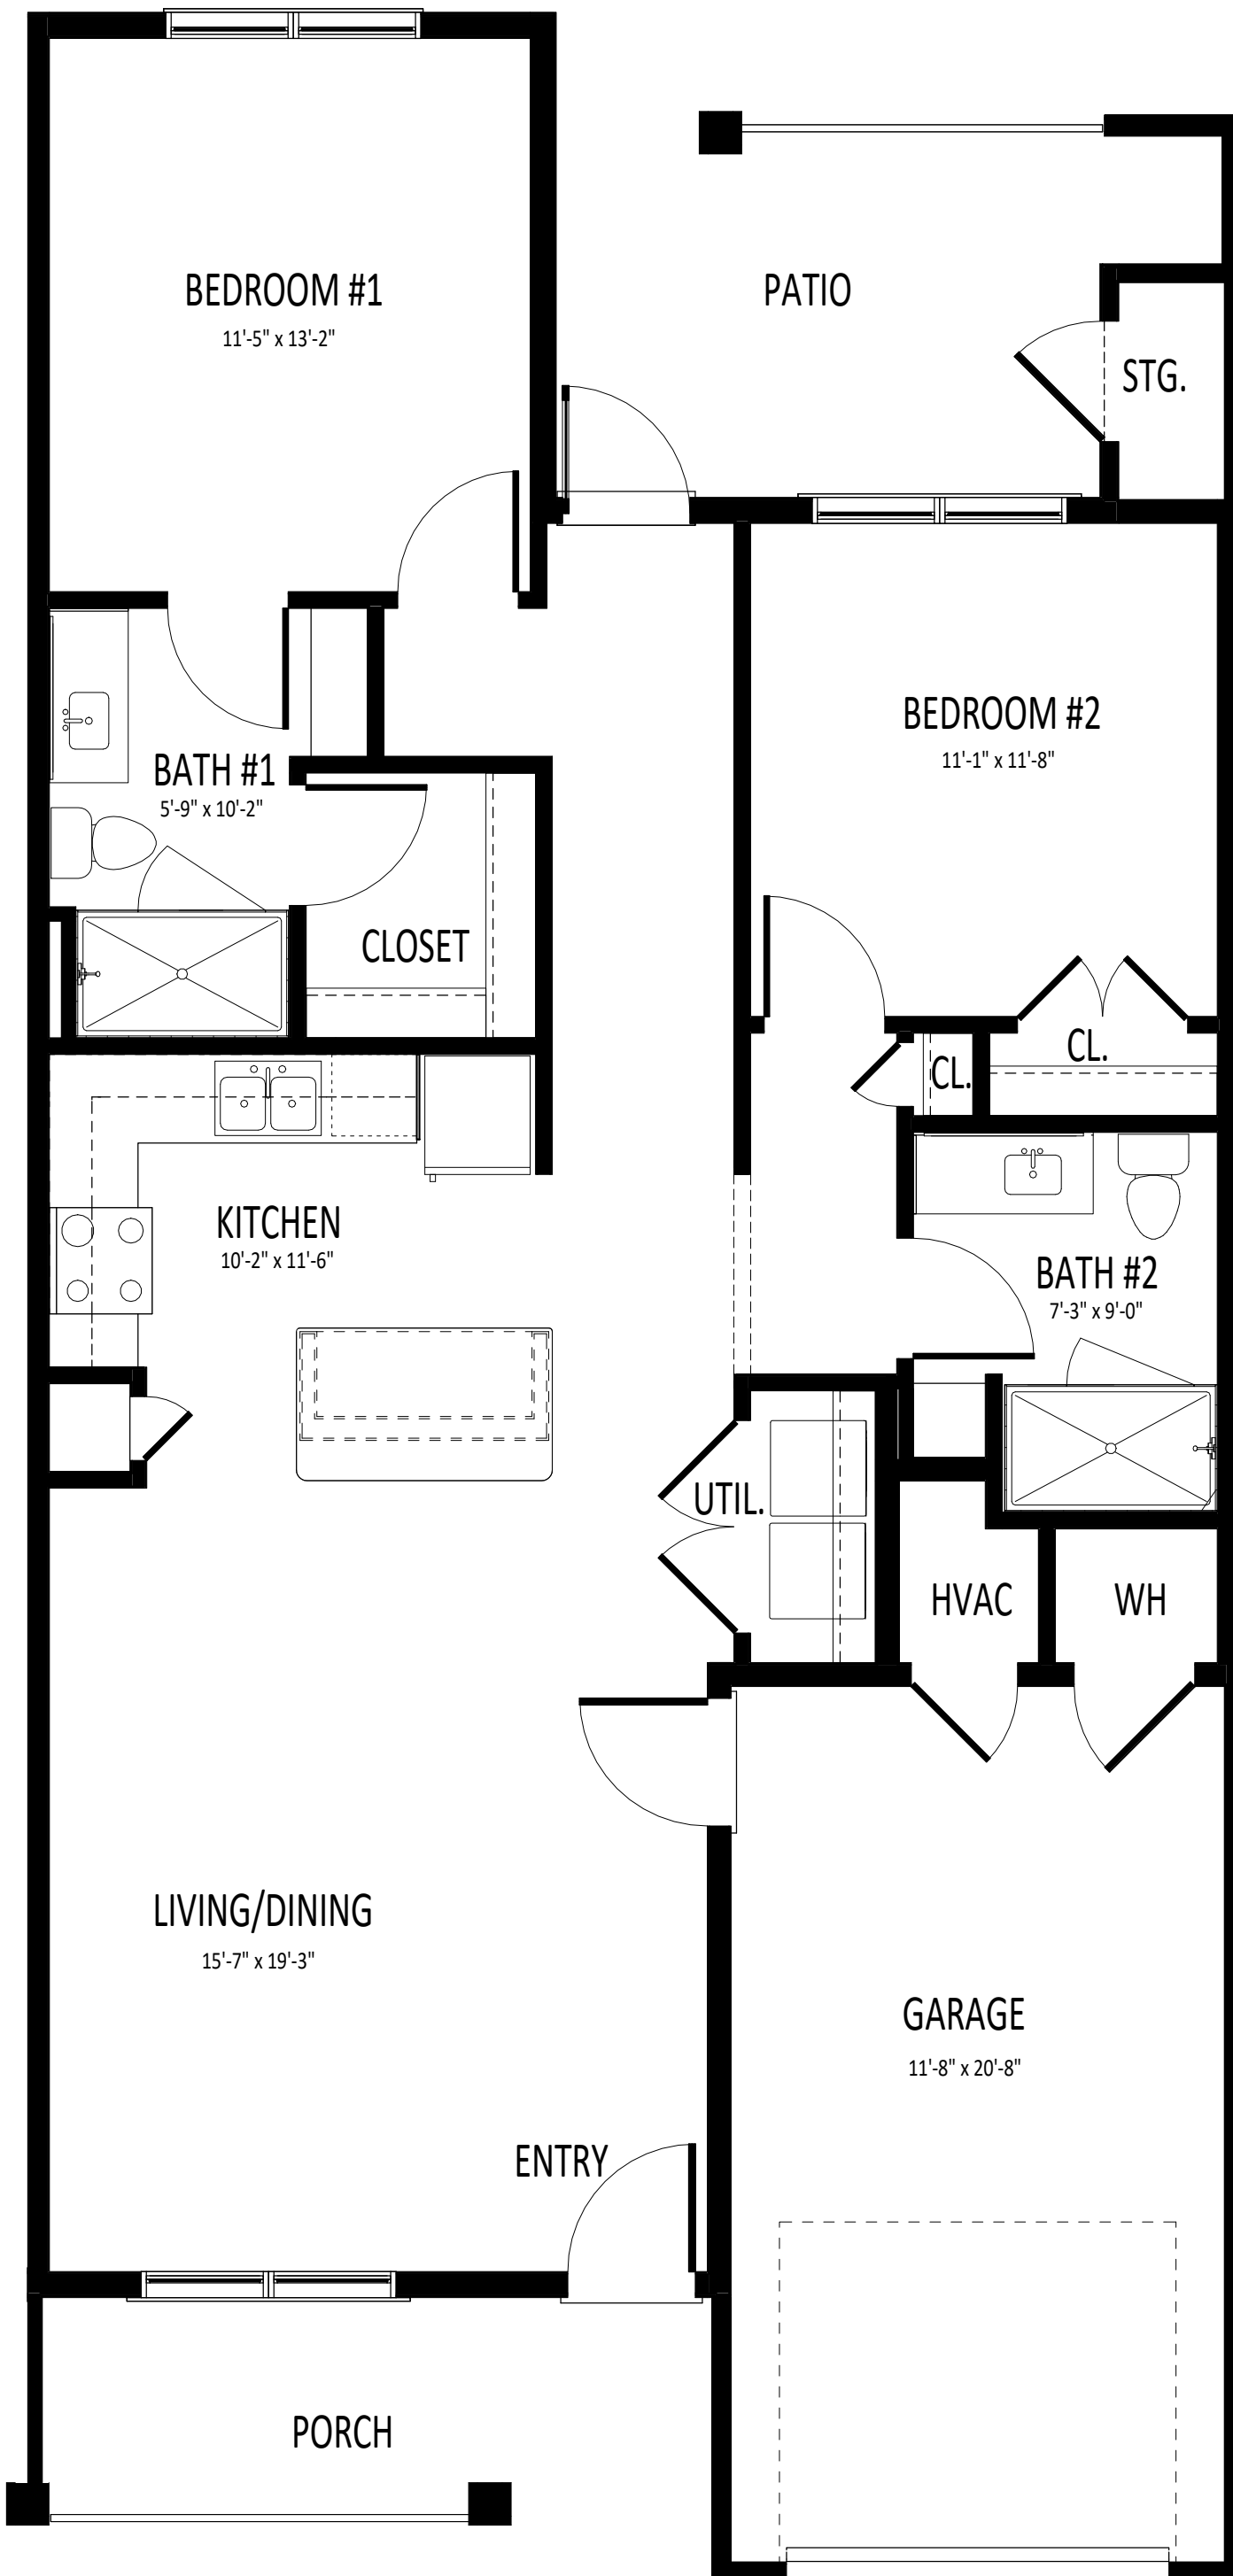 BEDROOM #1
11'-5" x 13'-2"
PATIO
STG.
BEDROOM #2
11'-1" x 11'-8"
BATH #1
5'-9" x 10'-2"
CLOSET
CL.
CL.
KITCHEN
10'-2" x 11'-6"
BATH #2
7'-3" x 9'-0"
UTIL.
HVAC
WH
LIVING/DINING
15'-7" x 19'-3"
GARAGE
11'-8" x 20'-8"
ENTRY
PORCH